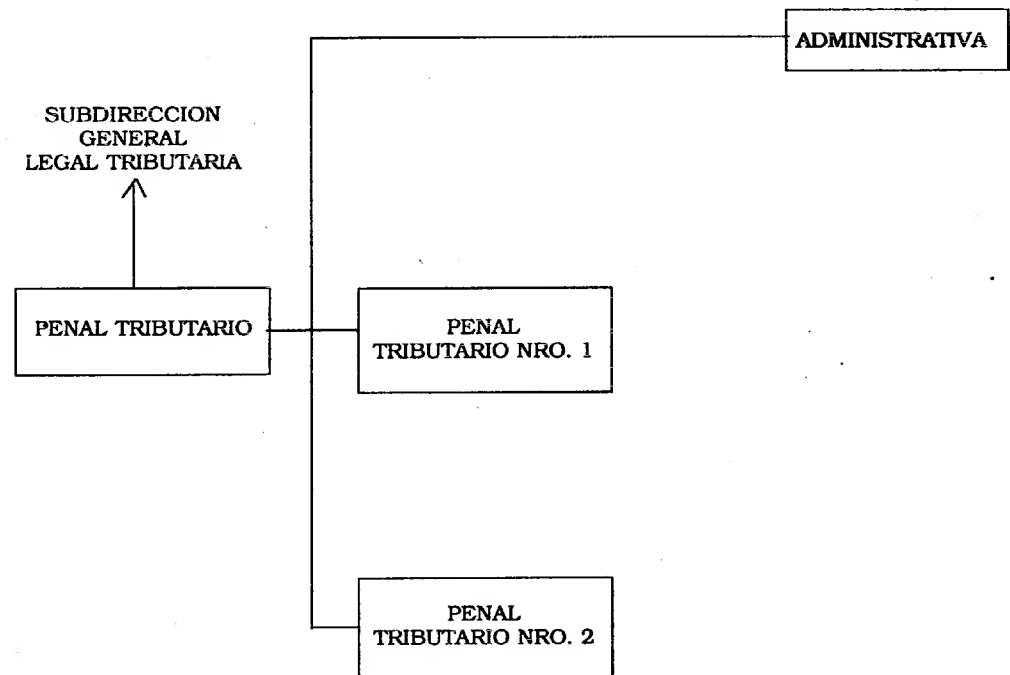 ADMINISTRATIVA
SUBDIRECCION
GENERAL
LEGAL TRIBUTARIA
PENAL TRIBUTARIO
PENAL
TRIBUTARIO NRO. 1
PENAL
TRIBUTARIO NRO. 2